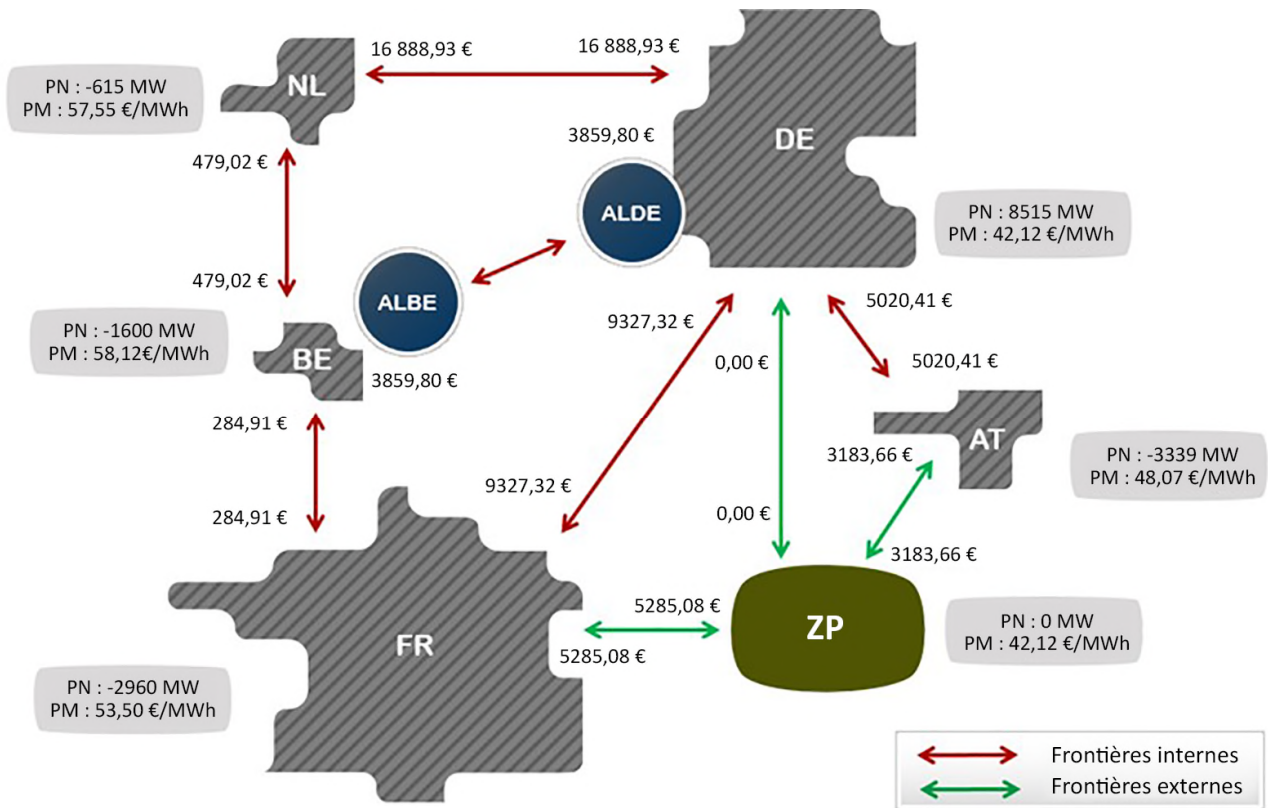 16 888,93 €
16 888,93 €
PN : -615 MW
PM : 57,55 €/MWh
NL
DE
3859,80 €
479,02 €
ALDE
PN : 8515 MW
PM : 42,12 €/MWh
479,02 €
ALBE
5020,41 €
9327,32 €
PN : -1600 MW
PM : 58,12€/MWh
BE
0,00 €
5020,41 €
3859,80 €
284,91 €
AT
3183,66 €
PN : -3339 MW
PM : 48,07 €/MWh
9327,32 €
284,91 €
0,00 €
3183,66 €
5285,08 €
ZP
PN : 0 MW
PM : 42,12 €/MWh
FR
5285,08 €
PN : -2960 MW
PM : 53,50 €/MWh
Frontières internes
Frontières externes